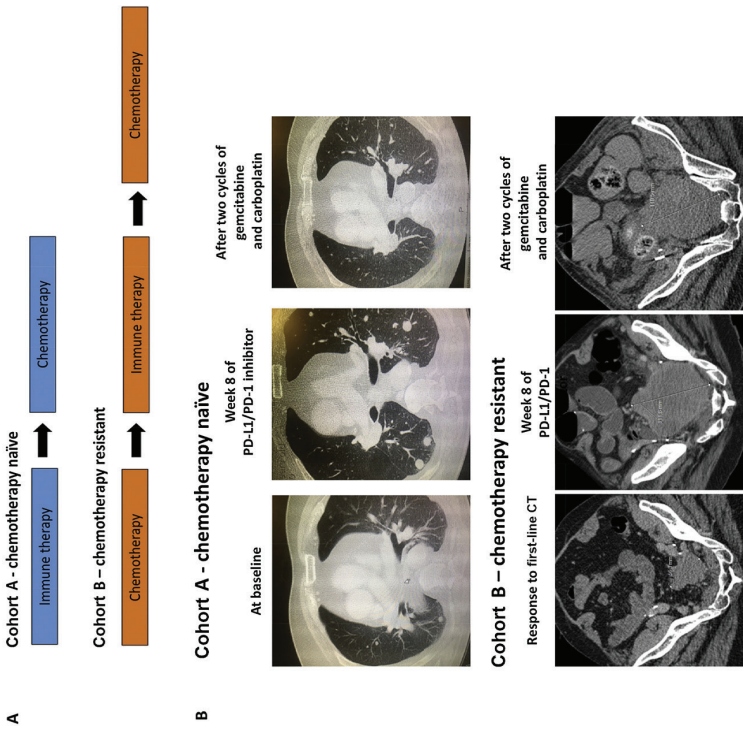 A
Cohort A - chemotherapy naïve
Immune therapy
Chemotherapy
Cohort B – chemotherapy resistant
Chemotherapy
Immune therapy
Chemotherapy
B
Cohort A - chemotherapy naïve
At baseline
Week 8 of
PD-L1/PD-1 inhibitor
After two cycles of
gemcitabine
and carboplatin
Cohort B – chemotherapy resistant
Response to first-line CT
Week 8 of
PD-L1/PD-1
After two cycles of
gemcitabine
and carboplatin